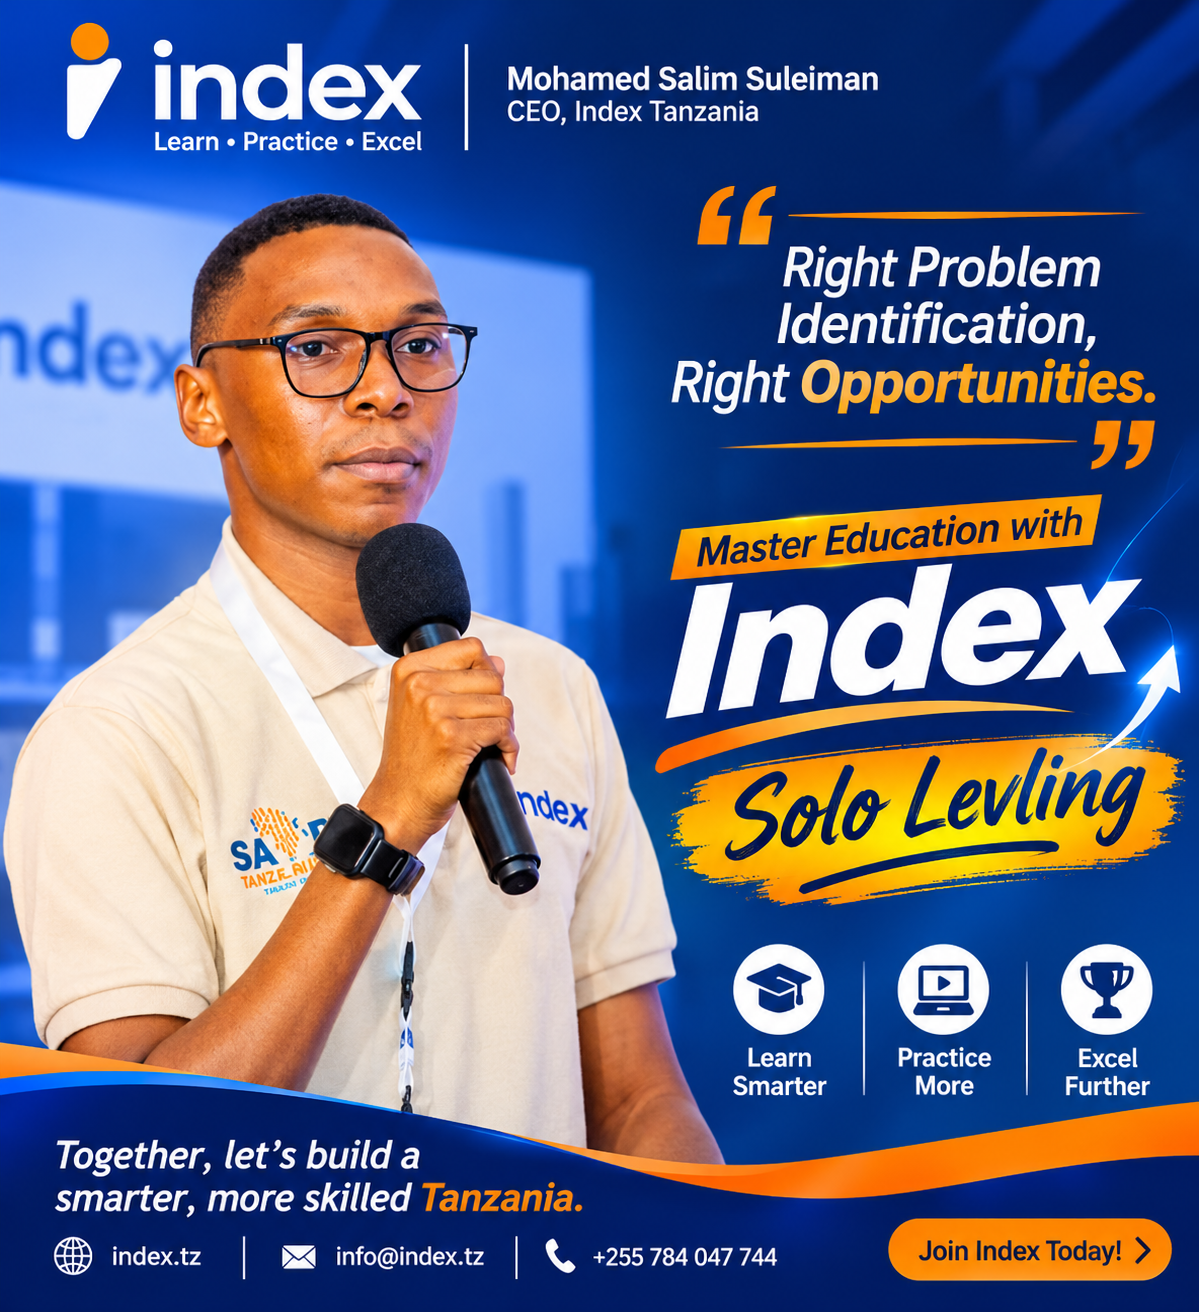 index
Learn • Practice • Excel
Mohamed Salim Suleiman
CEO, Index Tanzania
“
Right Problem
Identification,
Right Opportunities.
”
ndex
Master Education with
Index
Solo Levling
SA
ndex
Learn
Smarter
Practice
More
Excel
Further
Together, let’s build a
smarter, more skilled Tanzania.
index.tz
info@index.tz
+255 784 047 744
Join Index Today!